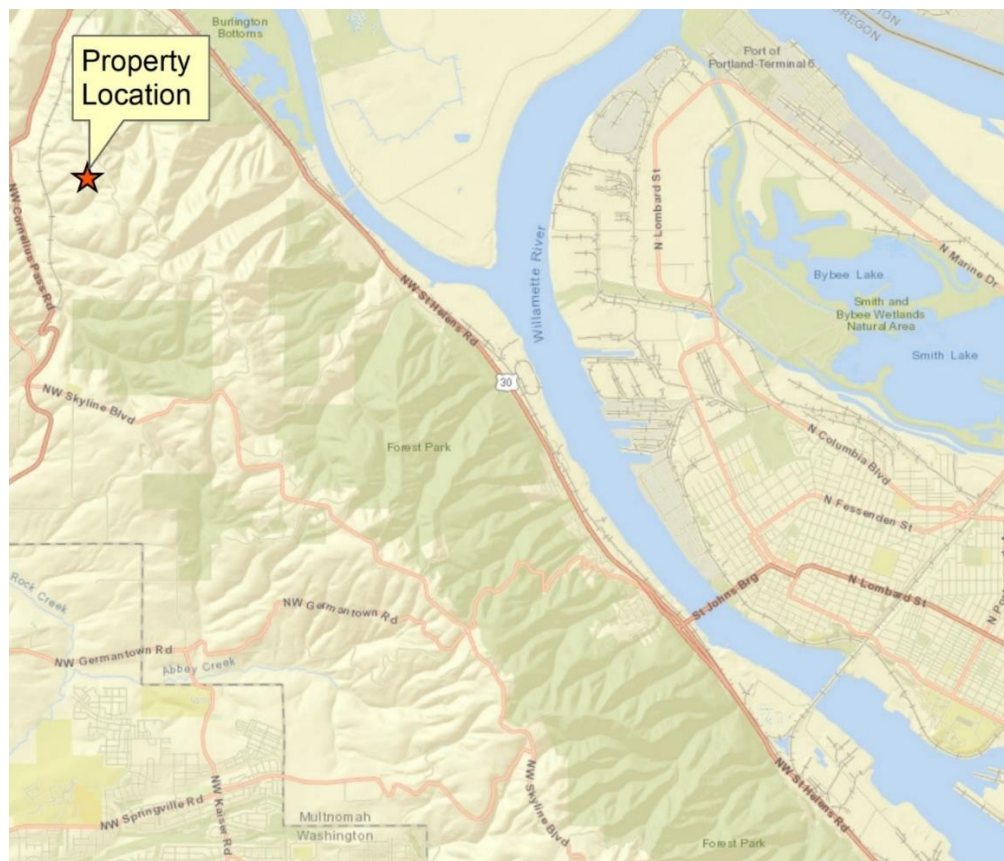 Burlington
Bottoms
Property
Location
Port of
Portland-Terminal 6
OREGON
NW Cornelius Pass Rd
N Lombard St
N Marine Dr
Willamette River
Bybee Lake
Smith and
Bybee Wetlands
Natural Area
Smith Lake
NW St Helens Rd
30
NW Skyline Blvd
Forest Park
N Columbia Blvd
N Fessenden St
Rock Creek
NW Germantown Rd
St Johns Brg
N Lombard St
NW Germantown Rd
Abbey Creek
NW Skyline Blvd
NW St Helens Rd
NW Springville Rd
NW Kaiser Rd
Multnomah
Washington
Forest Park